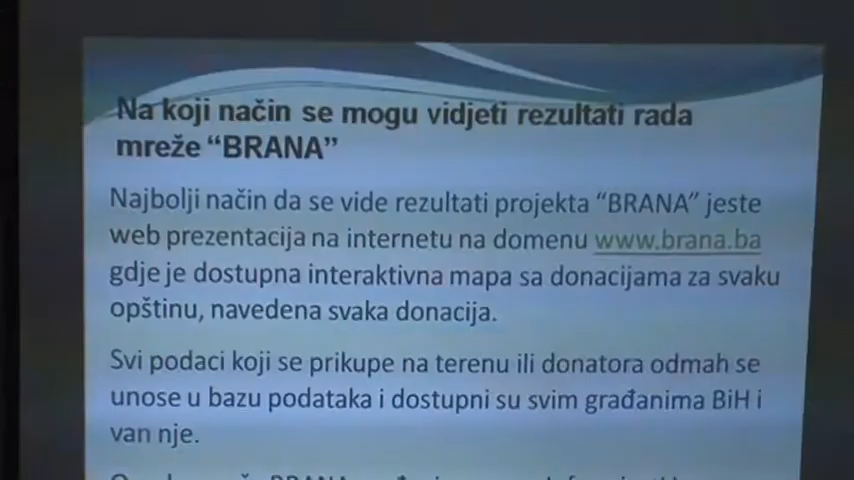 Na koji način se mogu vidjeti rezultati rada
mreže “BRANA”
Najbolji način da se vide rezultati projekta “BRANA” jeste
web prezentacija na internetu na domenu www.brana.ba
gdje je dostupna interaktivna mapa sa donacijama za svaku
opštinu, navedena svaka donacija.
Svi podaci koji se prikupe na terenu ili donatora odmah se
unose u bazu podataka i dostupni su svim građanima BiH i
van nje.